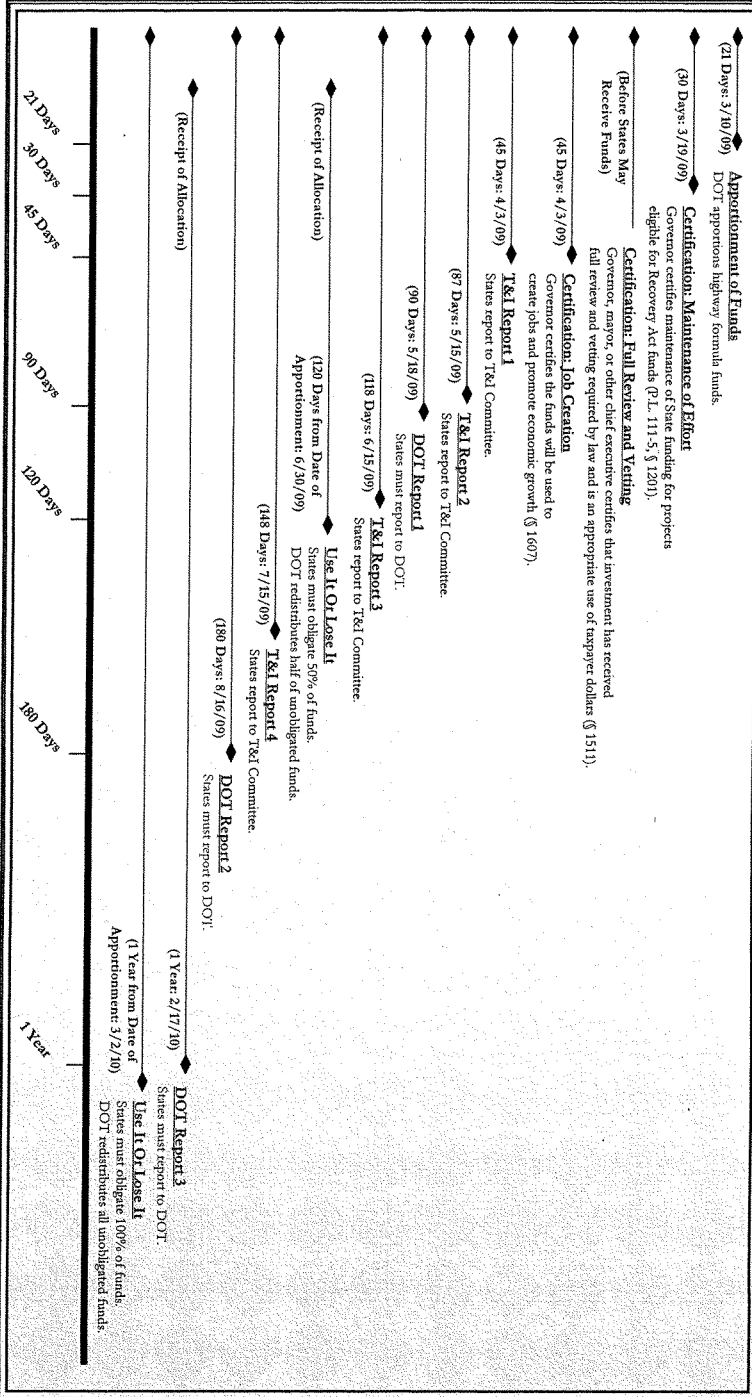 (21 Days: 3/10/09)
Apportionment of Funds
DOT apportions highway formula funds.
(30 Days: 3/19/09)
Certification: Maintenance of Effort
Governor certifies maintenance of State funding for projects
eligible for Recovery Act funds (P.L. 111-5, § 1201).
(Before States May
Receive Funds)
Certification: Full Review and Vetting
Governor, mayor, or other chief executive certifies that investment has received
full review and vetting required by law and is an appropriate use of taxpayer dollars (§ 1511).
(45 Days: 4/3/09)
Certification: Job Creation
Governor certifies the funds will be used to
create jobs and promote economic growth (§ 1607).
(45 Days: 4/3/09)
T&I Report 1
States report to T&I Committee.
(87 Days: 5/15/09)
T&I Report 2
States report to T&I Committee.
(90 Days: 5/18/09)
DOT Report 1
States must report to DOT.
(118 Days: 6/15/09)
T&I Report 3
States report to T&I Committee.
(Receipt of Allocation)
(120 Days from Date of
Apportionment: 6/30/09)
Use It Or Lose It
States must obligate 50% of funds.
DOT redistributes half of unobligated funds.
(148 Days: 7/15/09)
T&I Report 4
States report to T&I Committee.
(180 Days: 8/16/09)
DOT Report 2
States must report to DOT.
(Receipt of Allocation)
(1 Year: 2/17/10)
DOT Report 3
States must report to DOT.
(1 Year from Date of
Apportionment: 3/2/10)
Use It Or Lose It
States must obligate 100% of funds.
DOT redistributes all unobligated funds.
21 Days
30 Days
45 Days
90 Days
120 Days
180 Days
1 Year